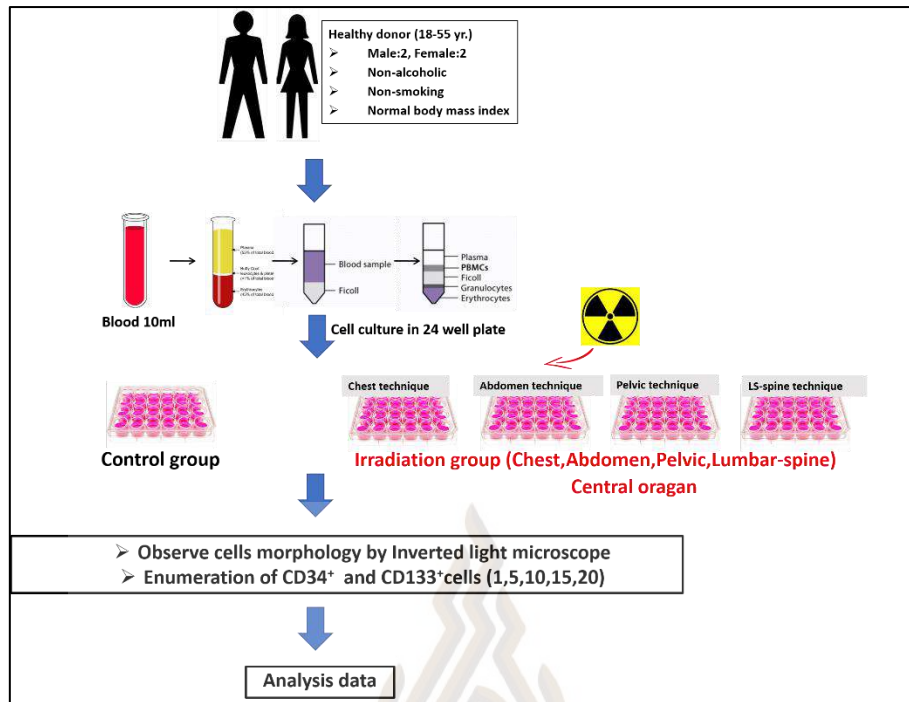 Healthy donor (18-55 yr.)
➢ Male:2, Female:2
➢ Non-alcoholic
➢ Non-smoking
➢ Normal body mass index
Plasma
Erythrocytes
Blood sample
Ficoll
Plasma
PBMCs
Ficoll
Granulocytes
Erythrocytes
Blood 10ml
Cell culture in 24 well plate
Chest technique
Abdomen technique
Pelvic technique
LS-spine technique
Control group
Irradiation group (Chest,Abdomen,Pelvic,Lumbar-spine)
Central oragan
➢ Observe cells morphology by Inverted light microscope
➢ Enumeration of CD34⁺ and CD133⁺cells (1,5,10,15,20)
Analysis data